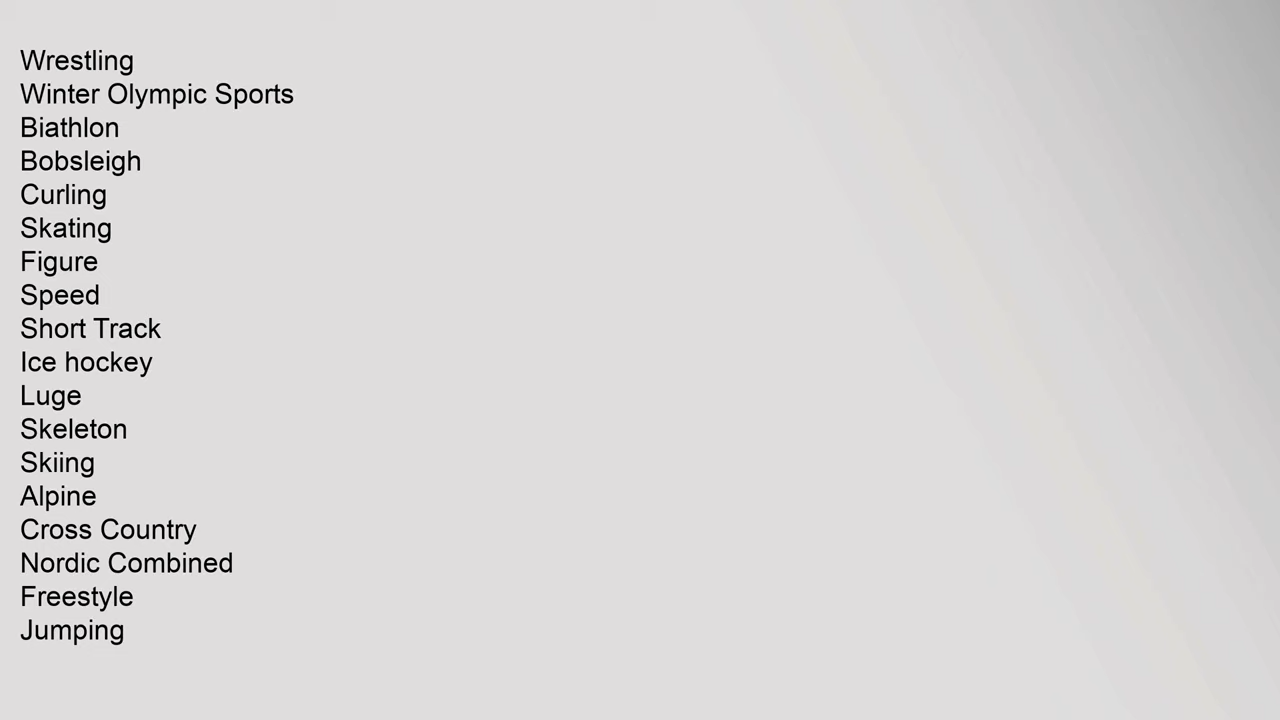 Wrestling
Winter Olympic Sports
Biathlon
Bobsleigh
Curling
Skating
Figure
Speed
Short Track
Ice hockey
Luge
Skeleton
Skiing
Alpine
Cross Country
Nordic Combined
Freestyle
Jumping